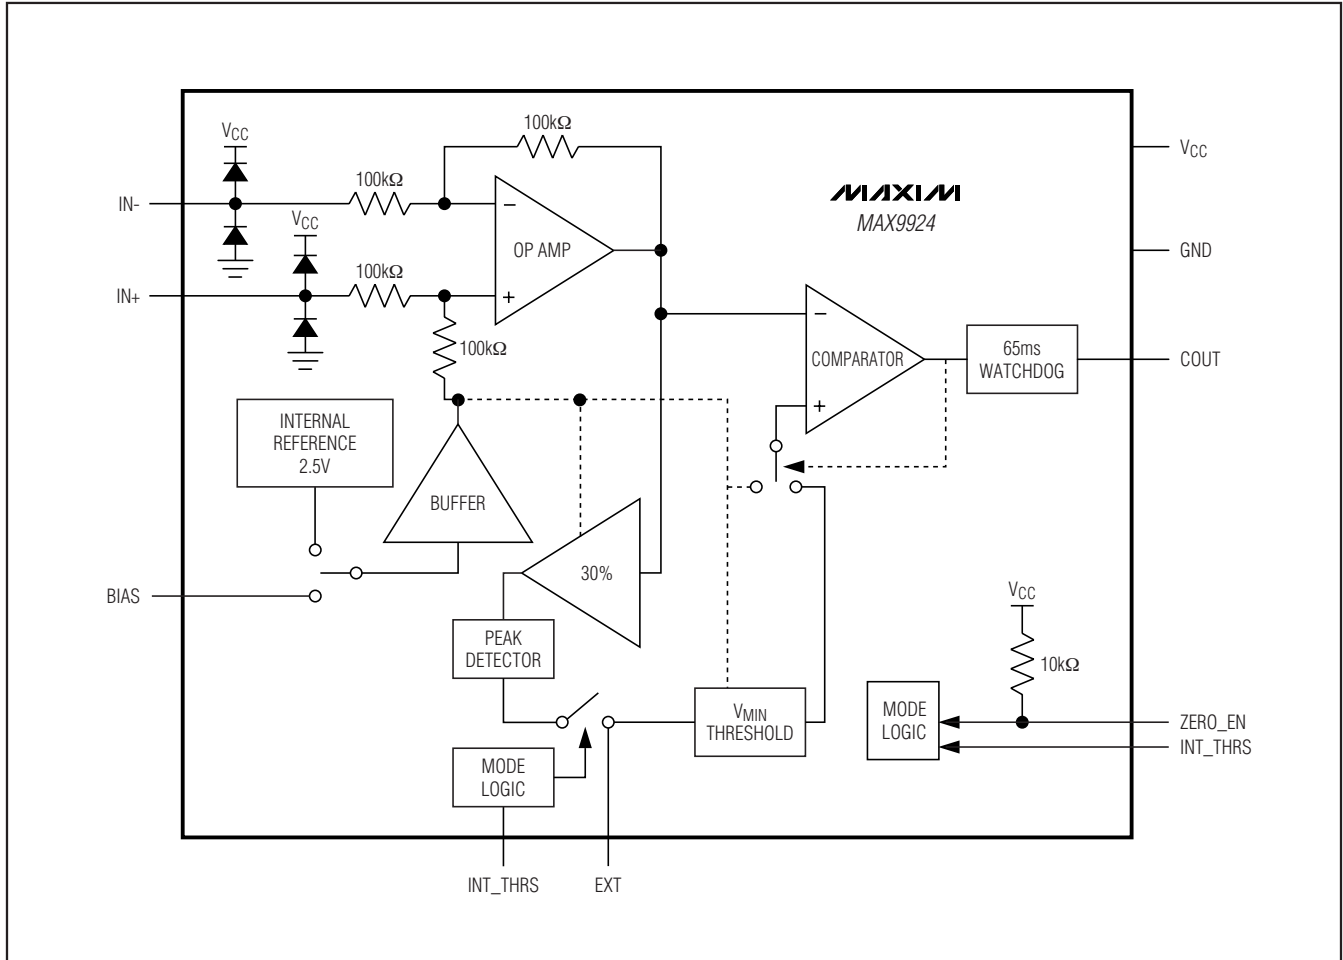 100kΩ
VCC
100kΩ
VCC
IN-
MAXIM
MAX9924
VCC
OP AMP
−
+
GND
100kΩ
IN+
−
100kΩ
COMPARATOR
65ms
WATCHDOG
COUT
+
INTERNAL
REFERENCE
2.5V
BUFFER
30%
BIAS
VCC
PEAK
DETECTOR
10kΩ
VMIN
THRESHOLD
MODE
LOGIC
ZERO_EN
INT_THRS
MODE
LOGIC
INT_THRS
EXT